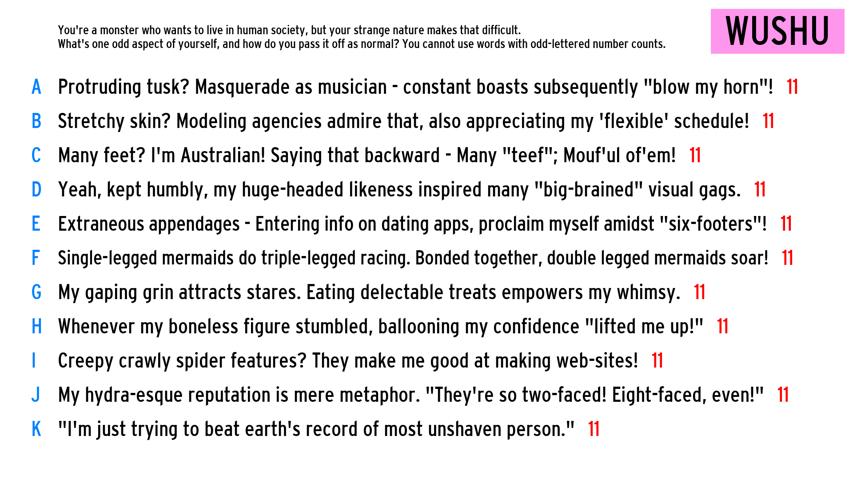 You're a monster who wants to live in human society, but your strange nature makes that difficult.
What's one odd aspect of yourself, and how do you pass it off as normal? You cannot use words with odd-lettered number counts.
WUSHU
A Protruding tusk? Masquerade as musician - constant boasts subsequently "blow my horn"! 11
B Stretchy skin? Modeling agencies admire that, also appreciating my 'flexible' schedule! 11
C Many feet? I'm Australian! Saying that backward - Many "teef"; Mouf'ul of'em! 11
D Yeah, kept humbly, my huge-headed likeness inspired many "big-brained" visual gags. 11
E Extraneous appendages - Entering info on dating apps, proclaim myself amidst "six-footers"! 11
F Single-legged mermaids do triple-legged racing. Bonded together, double legged mermaids soar! 11
G My gaping grin attracts stares. Eating delectable treats empowers my whimsy. 11
H Whenever my boneless figure stumbled, ballooning my confidence "lifted me up!" 11
I Creepy crawly spider features? They make me good at making web-sites! 11
J My hydra-esque reputation is mere metaphor. "They're so two-faced! Eight-faced, even!" 11
K "I'm just trying to beat earth's record of most unshaven person." 11